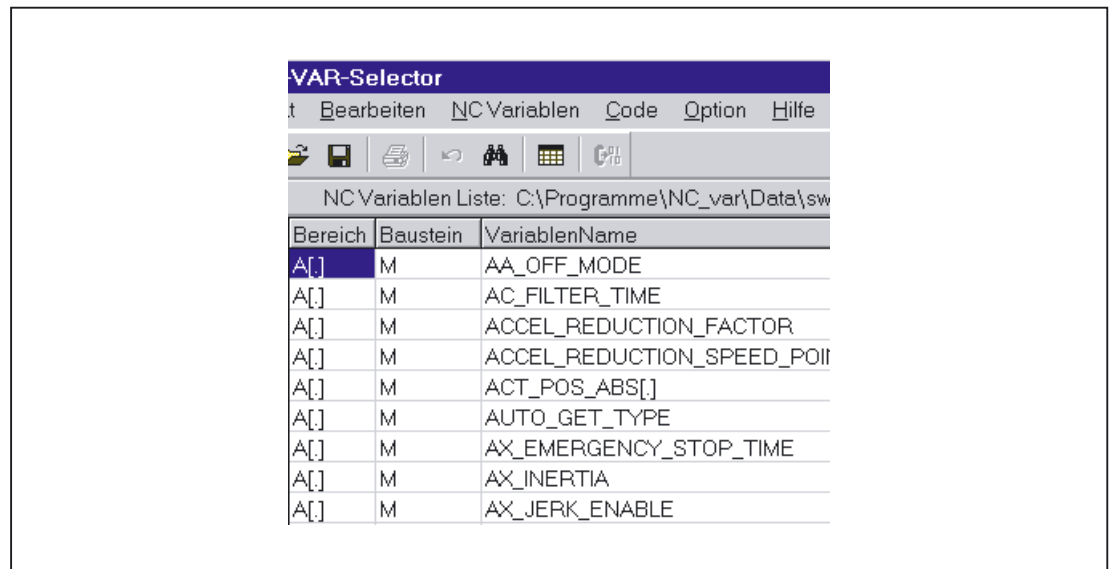 -VAR-Selector
t Bearbeiten NC Variablen Code Option Hilfe
NC Variablen Liste: C:\Programme\NC_var\Data\sw
Bereich Baustein VariablenName
A[.] M AA_OFF_MODE
A[.] M AC_FILTER_TIME
A[.] M ACCEL_REDUCTION_FACTOR
A[.] M ACCEL_REDUCTION_SPEED_POI
A[.] M ACT_POS_ABS[.]
A[.] M AUTO_GET_TYPE
A[.] M AX_EMERGENCY_STOP_TIME
A[.] M AX_INERTIA
A[.] M AX_JERK_ENABLE